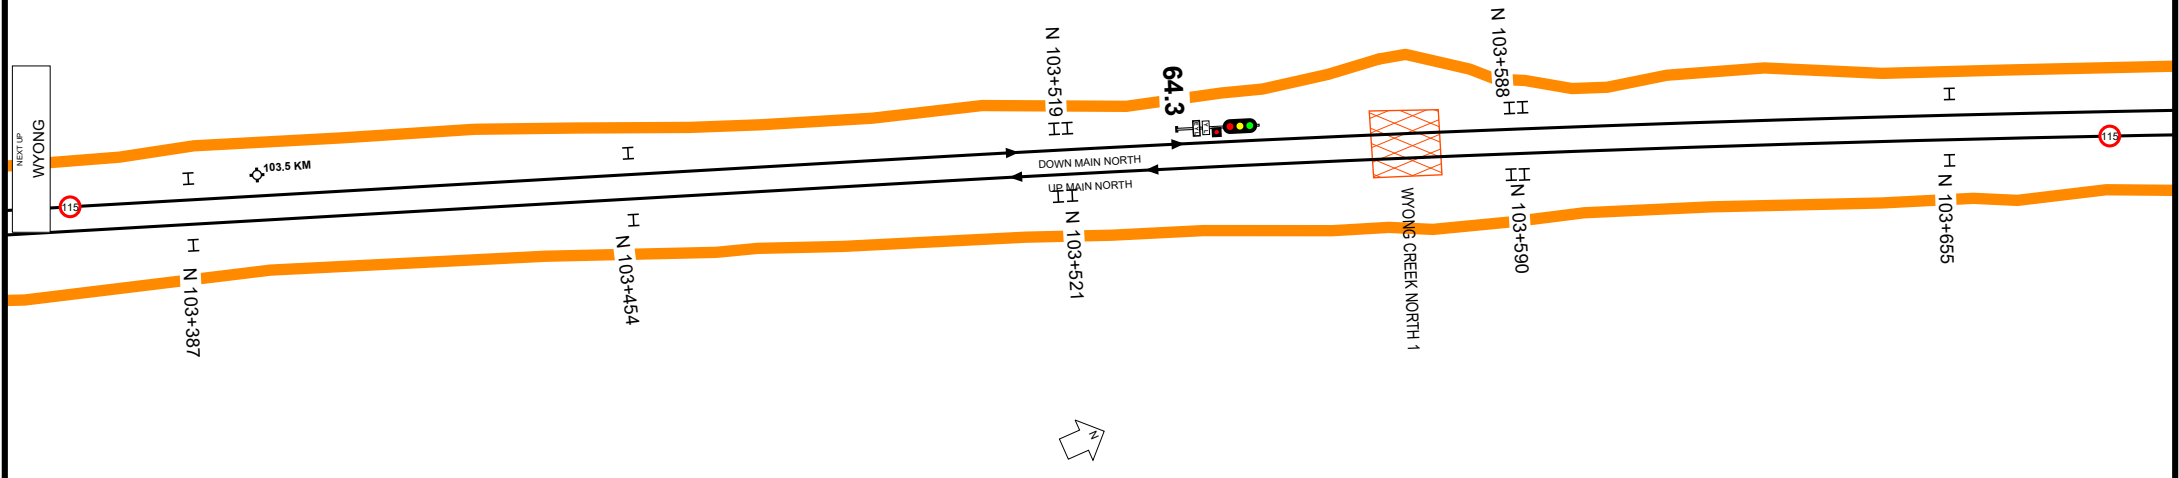 NEXT UP
WYONG
115
103.5 KM
N 103+387
N 103+454
N 103+519
N 103+521
DOWN MAIN NORTH
UP MAIN NORTH
64.3
WYONG CREEK NORTH 1
N 103+588
N 103+590
N 103+655
115
N